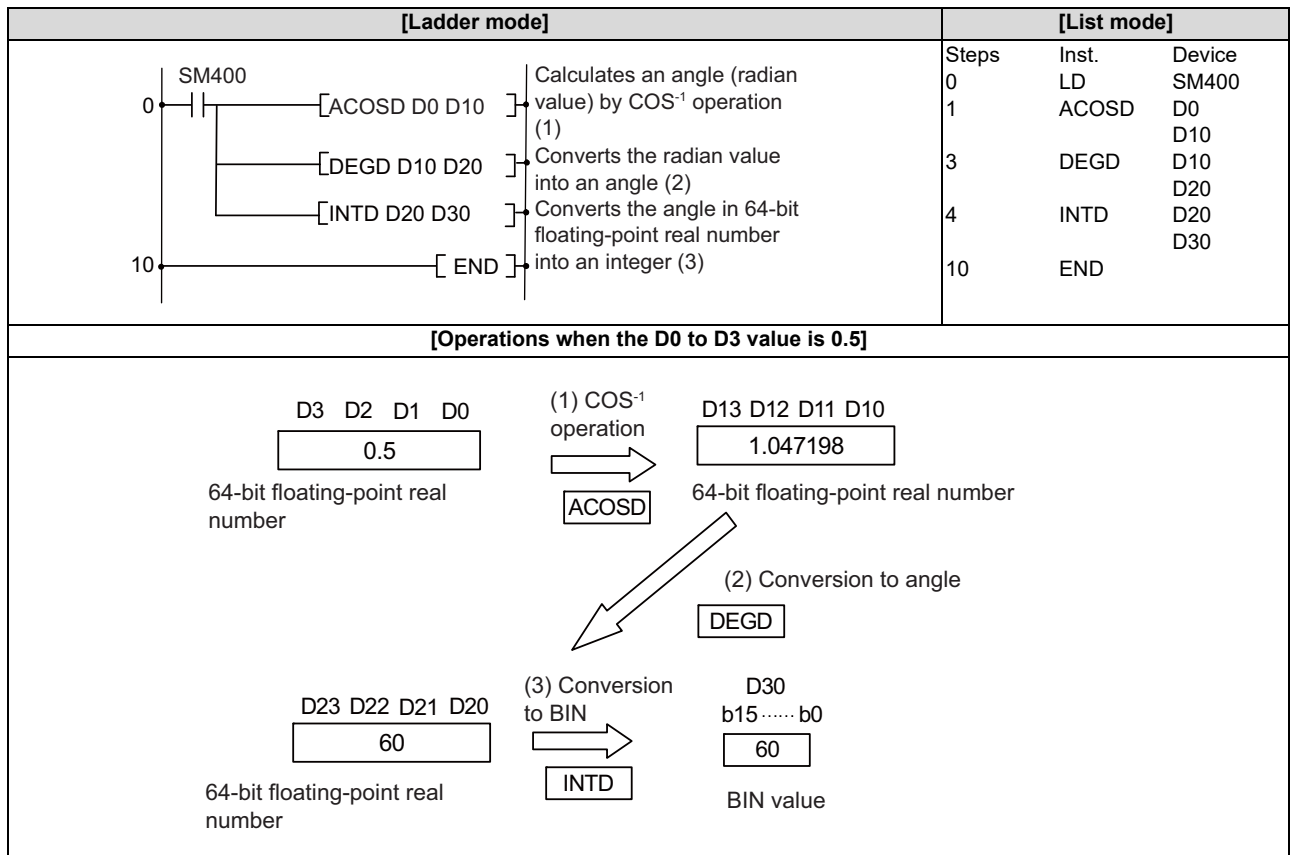 [Ladder mode]
[List mode]
SM400
0
[ACOSD D0 D10 ]
Calculates an angle (radian
value) by COS-1 operation
(1)
[DEGD D10 D20 ]
Converts the radian value
into an angle (2)
[INTD D20 D30 ]
Converts the angle in 64-bit
floating-point real number
into an integer (3)
10
[ END ]
Steps Inst. Device
0 LD SM400
1 ACOSD D0
D10
3 DEGD D10
D20
4 INTD D20
D30
10 END
[Operations when the D0 to D3 value is 0.5]
D3 D2 D1 D0
0.5
64-bit floating-point real
number
(1) COS-1
operation
ACOSD
D13 D12 D11 D10
1.047198
64-bit floating-point real number
(2) Conversion to angle
DEGD
D23 D22 D21 D20
60
64-bit floating-point real
number
(3) Conversion
to BIN
INTD
D30
b15 ...... b0
60
BIN value